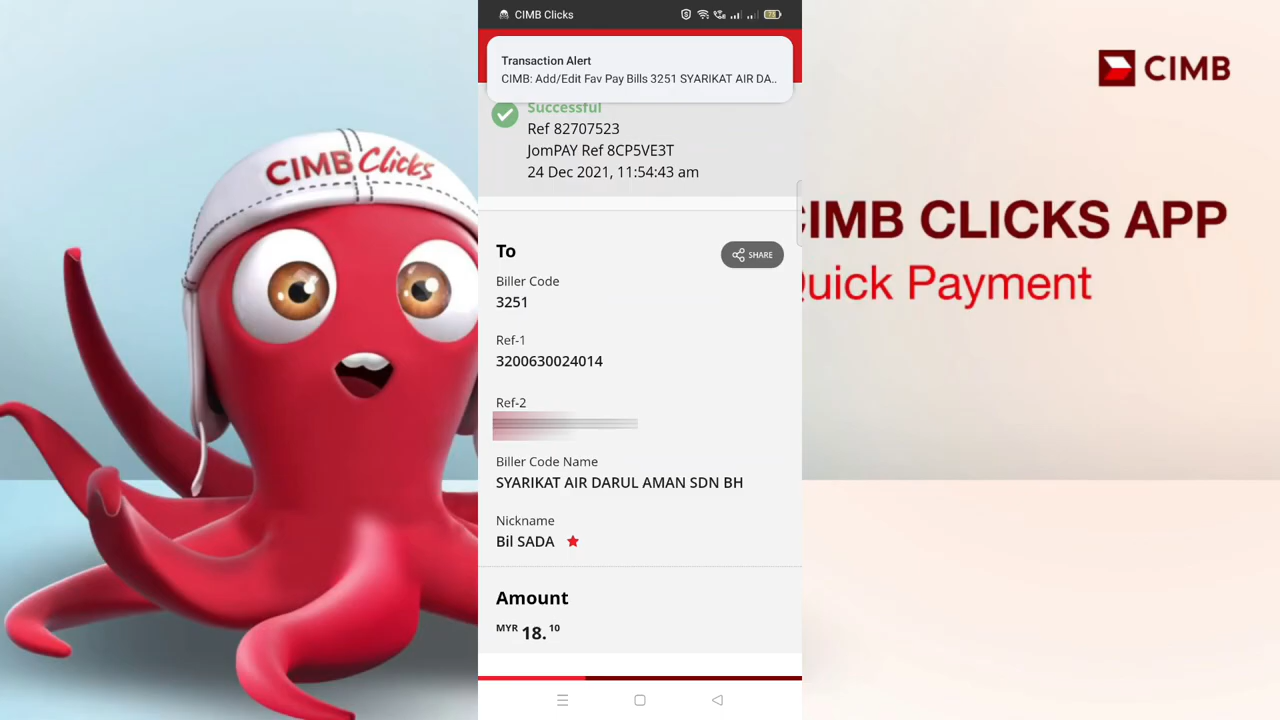 CIMB Clicks
Transaction Alert
CIMB: Add/Edit Fav Pay Bills 3251 SYARIKAT AIR DA..
Successful
Ref 82707523
JomPAY Ref 8CP5VE3T
24 Dec 2021, 11:54:43 am
To
SHARE
Biller Code
3251
Ref-1
3200630024014
Ref-2
Biller Code Name
SYARIKAT AIR DARUL AMAN SDN BH
Nickname
Bil SADA
Amount
MYR 18.10
CIMB Clicks
CIMB
CIMB CLICKS APP
Quick Payment